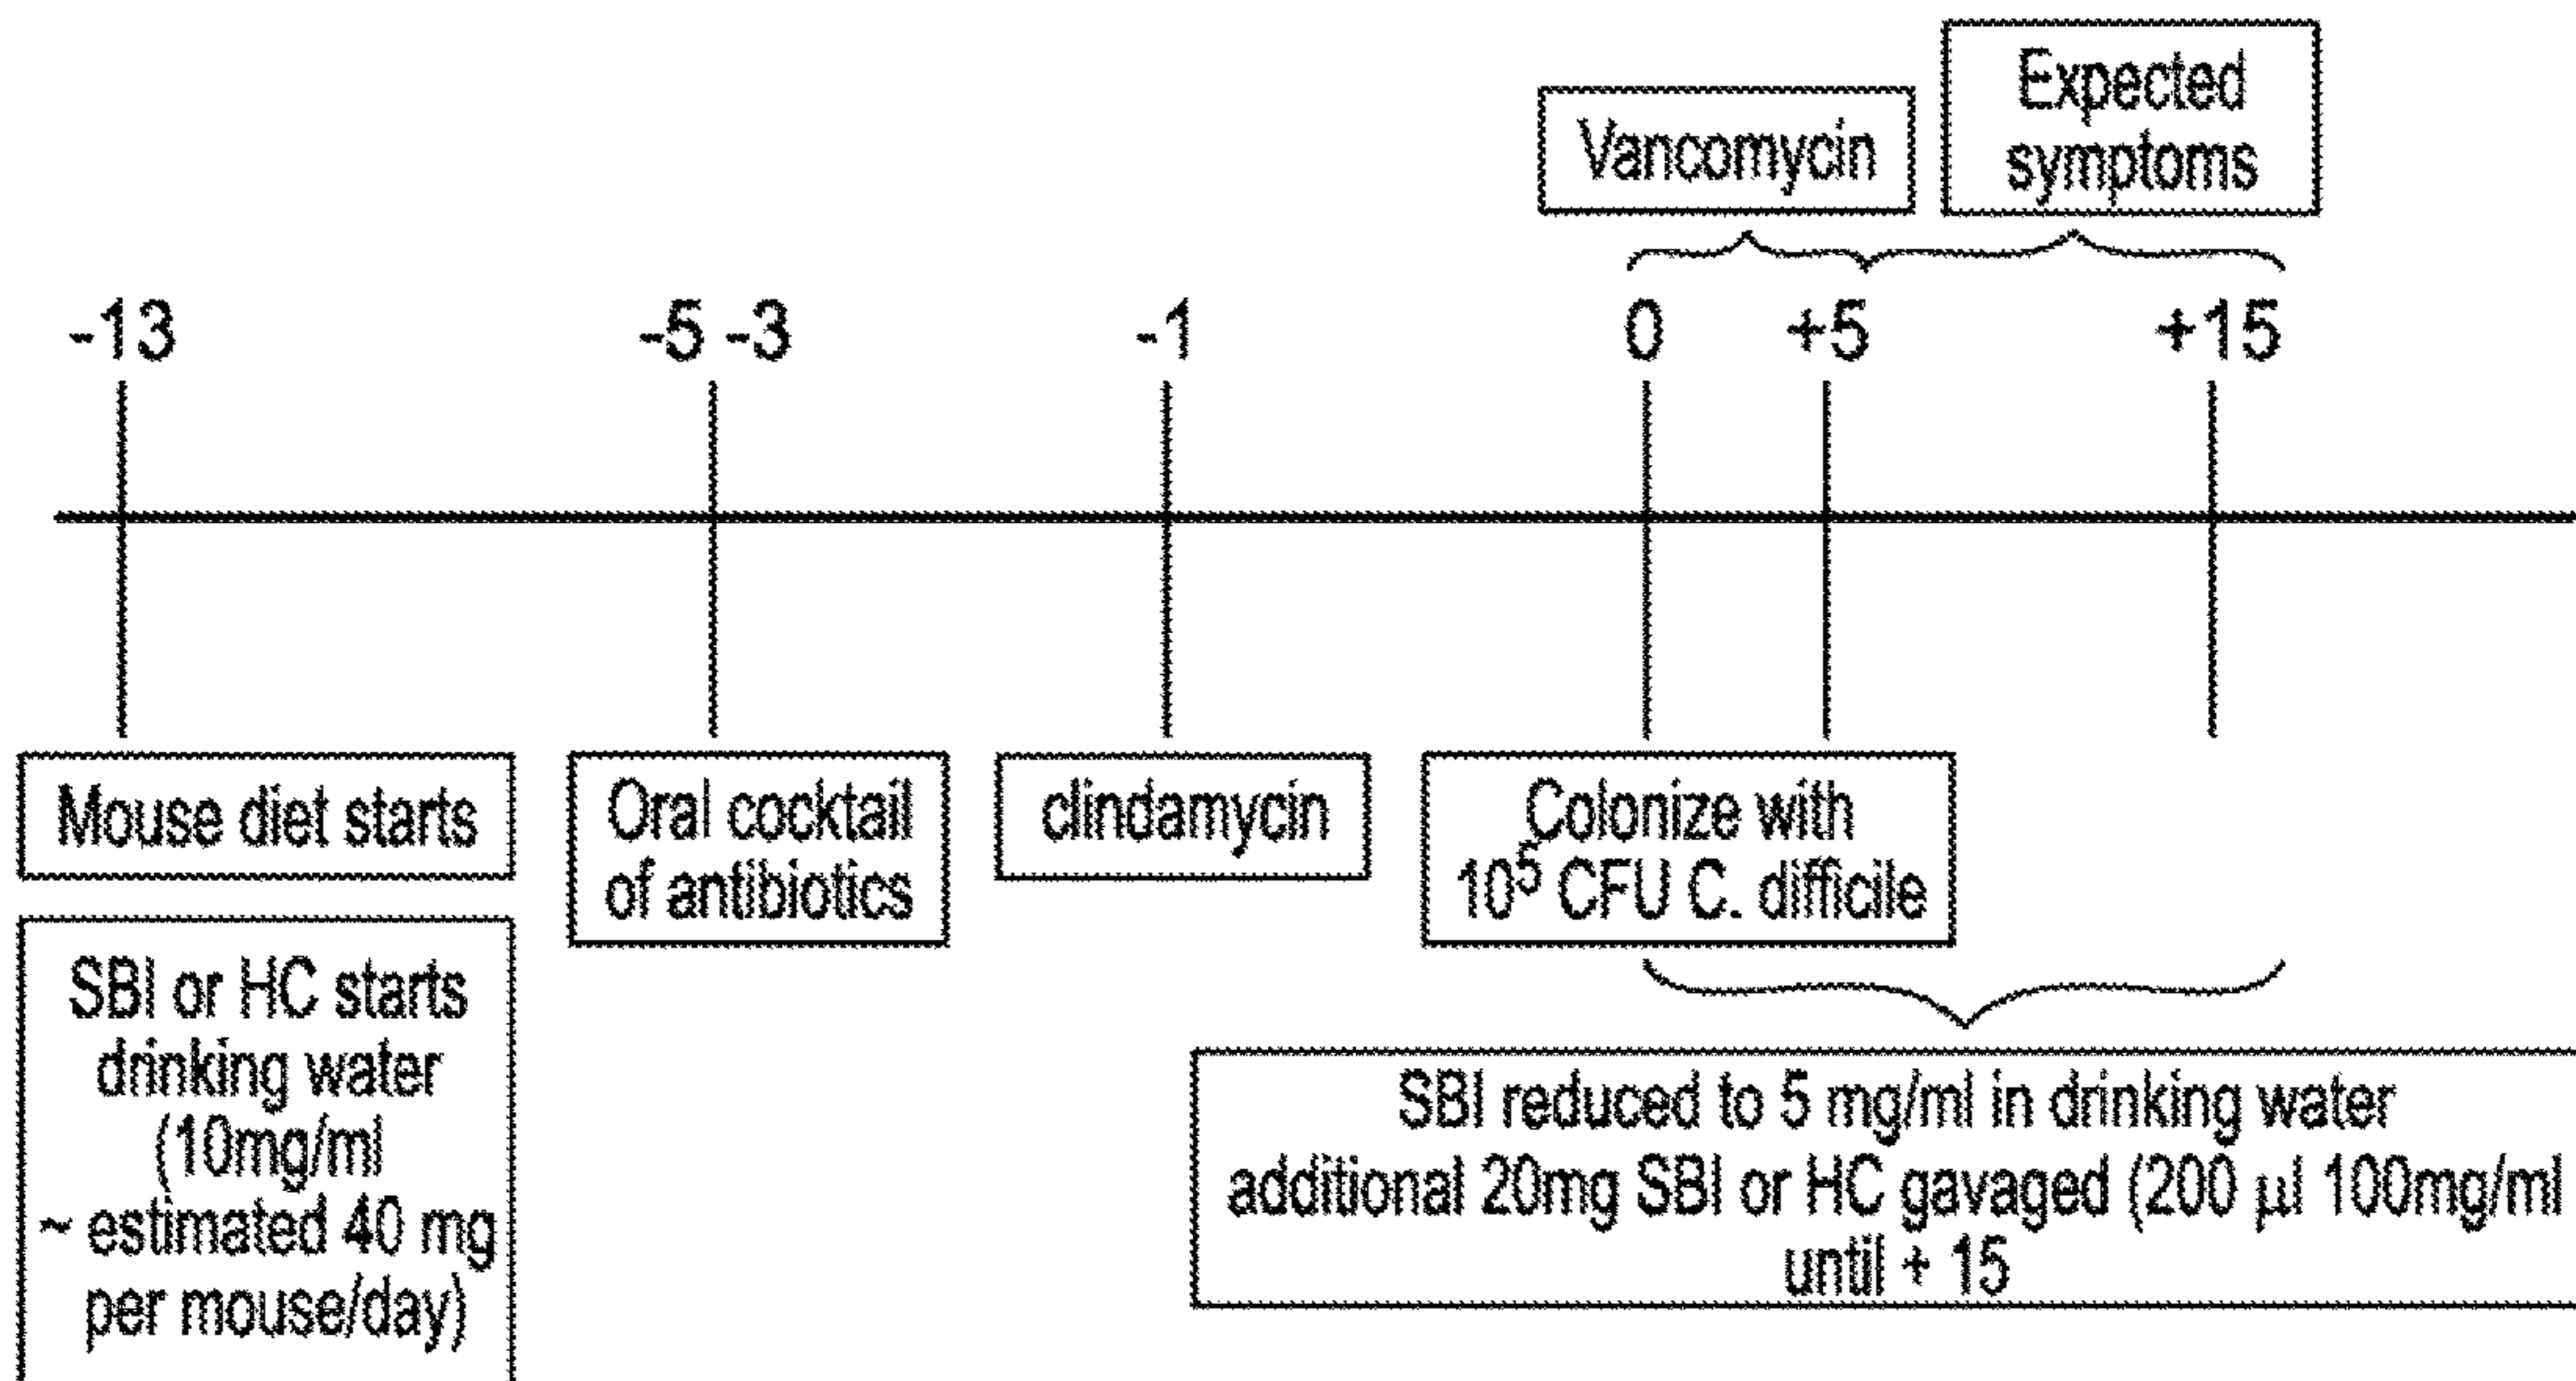 Vancomycin
Expected
symptoms
-13
-5 -3
-1
0
+5
+15
Mouse diet starts
Oral cocktail
of antibiotics
clindamycin
Colonize with
10⁵ CFU C. difficile
SBI or HC starts
drinking water
(10mg/ml
~ estimated 40 mg
per mouse/day)
SBI reduced to 5 mg/ml in drinking water
additional 20mg SBI or HC gavaged (200 µl 100mg/ml
until + 15